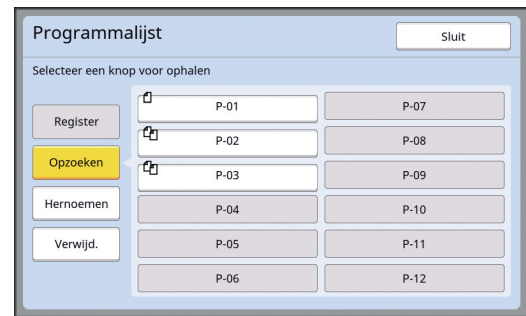 Programmalijst
Sluit
Selecteer een knop voor ophalen
Register
Opzoeken
Hernoemen
Verwijd.
P-01
P-02
P-03
P-04
P-05
P-06
P-07
P-08
P-09
P-10
P-11
P-12